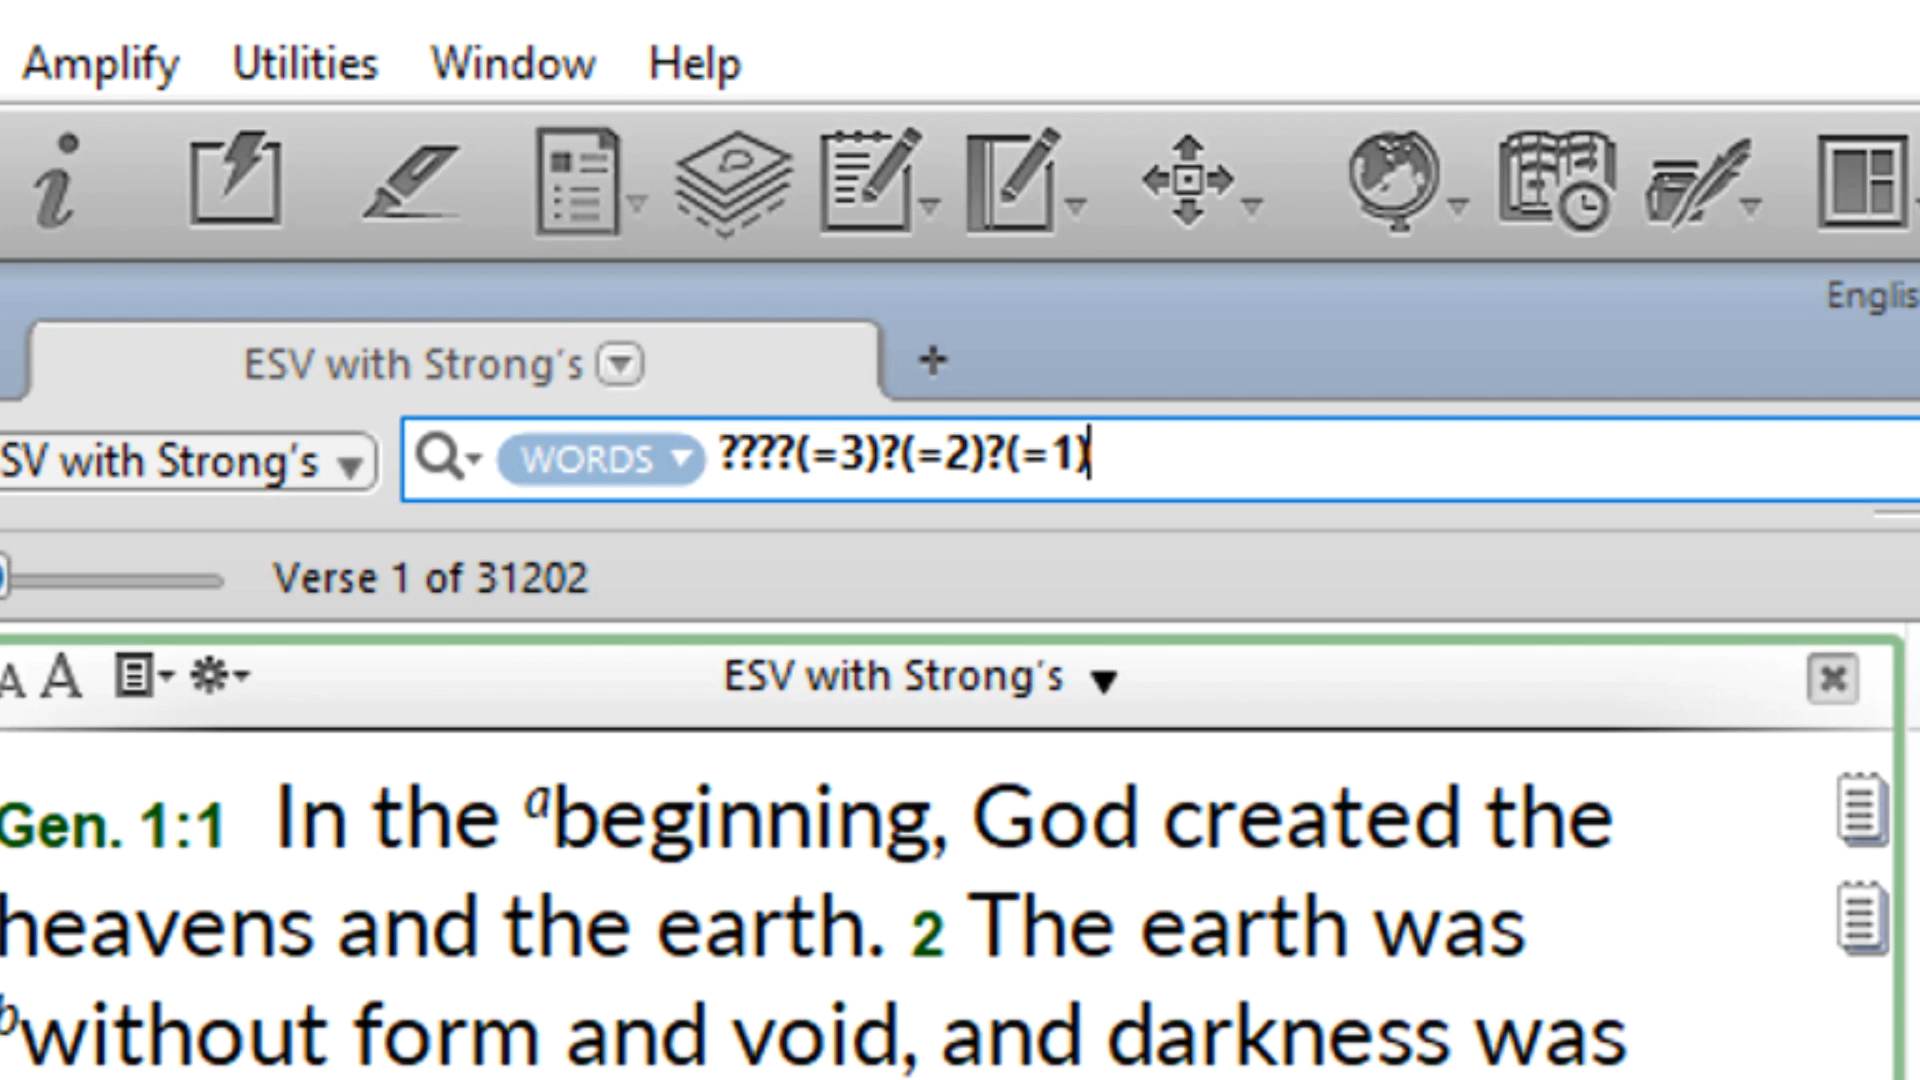 Amplify Utilities Window Help
Englis
ESV with Strong's +
SV with Strong's WORDS ????(=3)?(=2)?(=1)
Verse 1 of 31202
A A ESV with Strong's
Gen. 1:1 In the a beginning, God created the
heavens and the earth. 2 The earth was
b without form and void, and darkness was